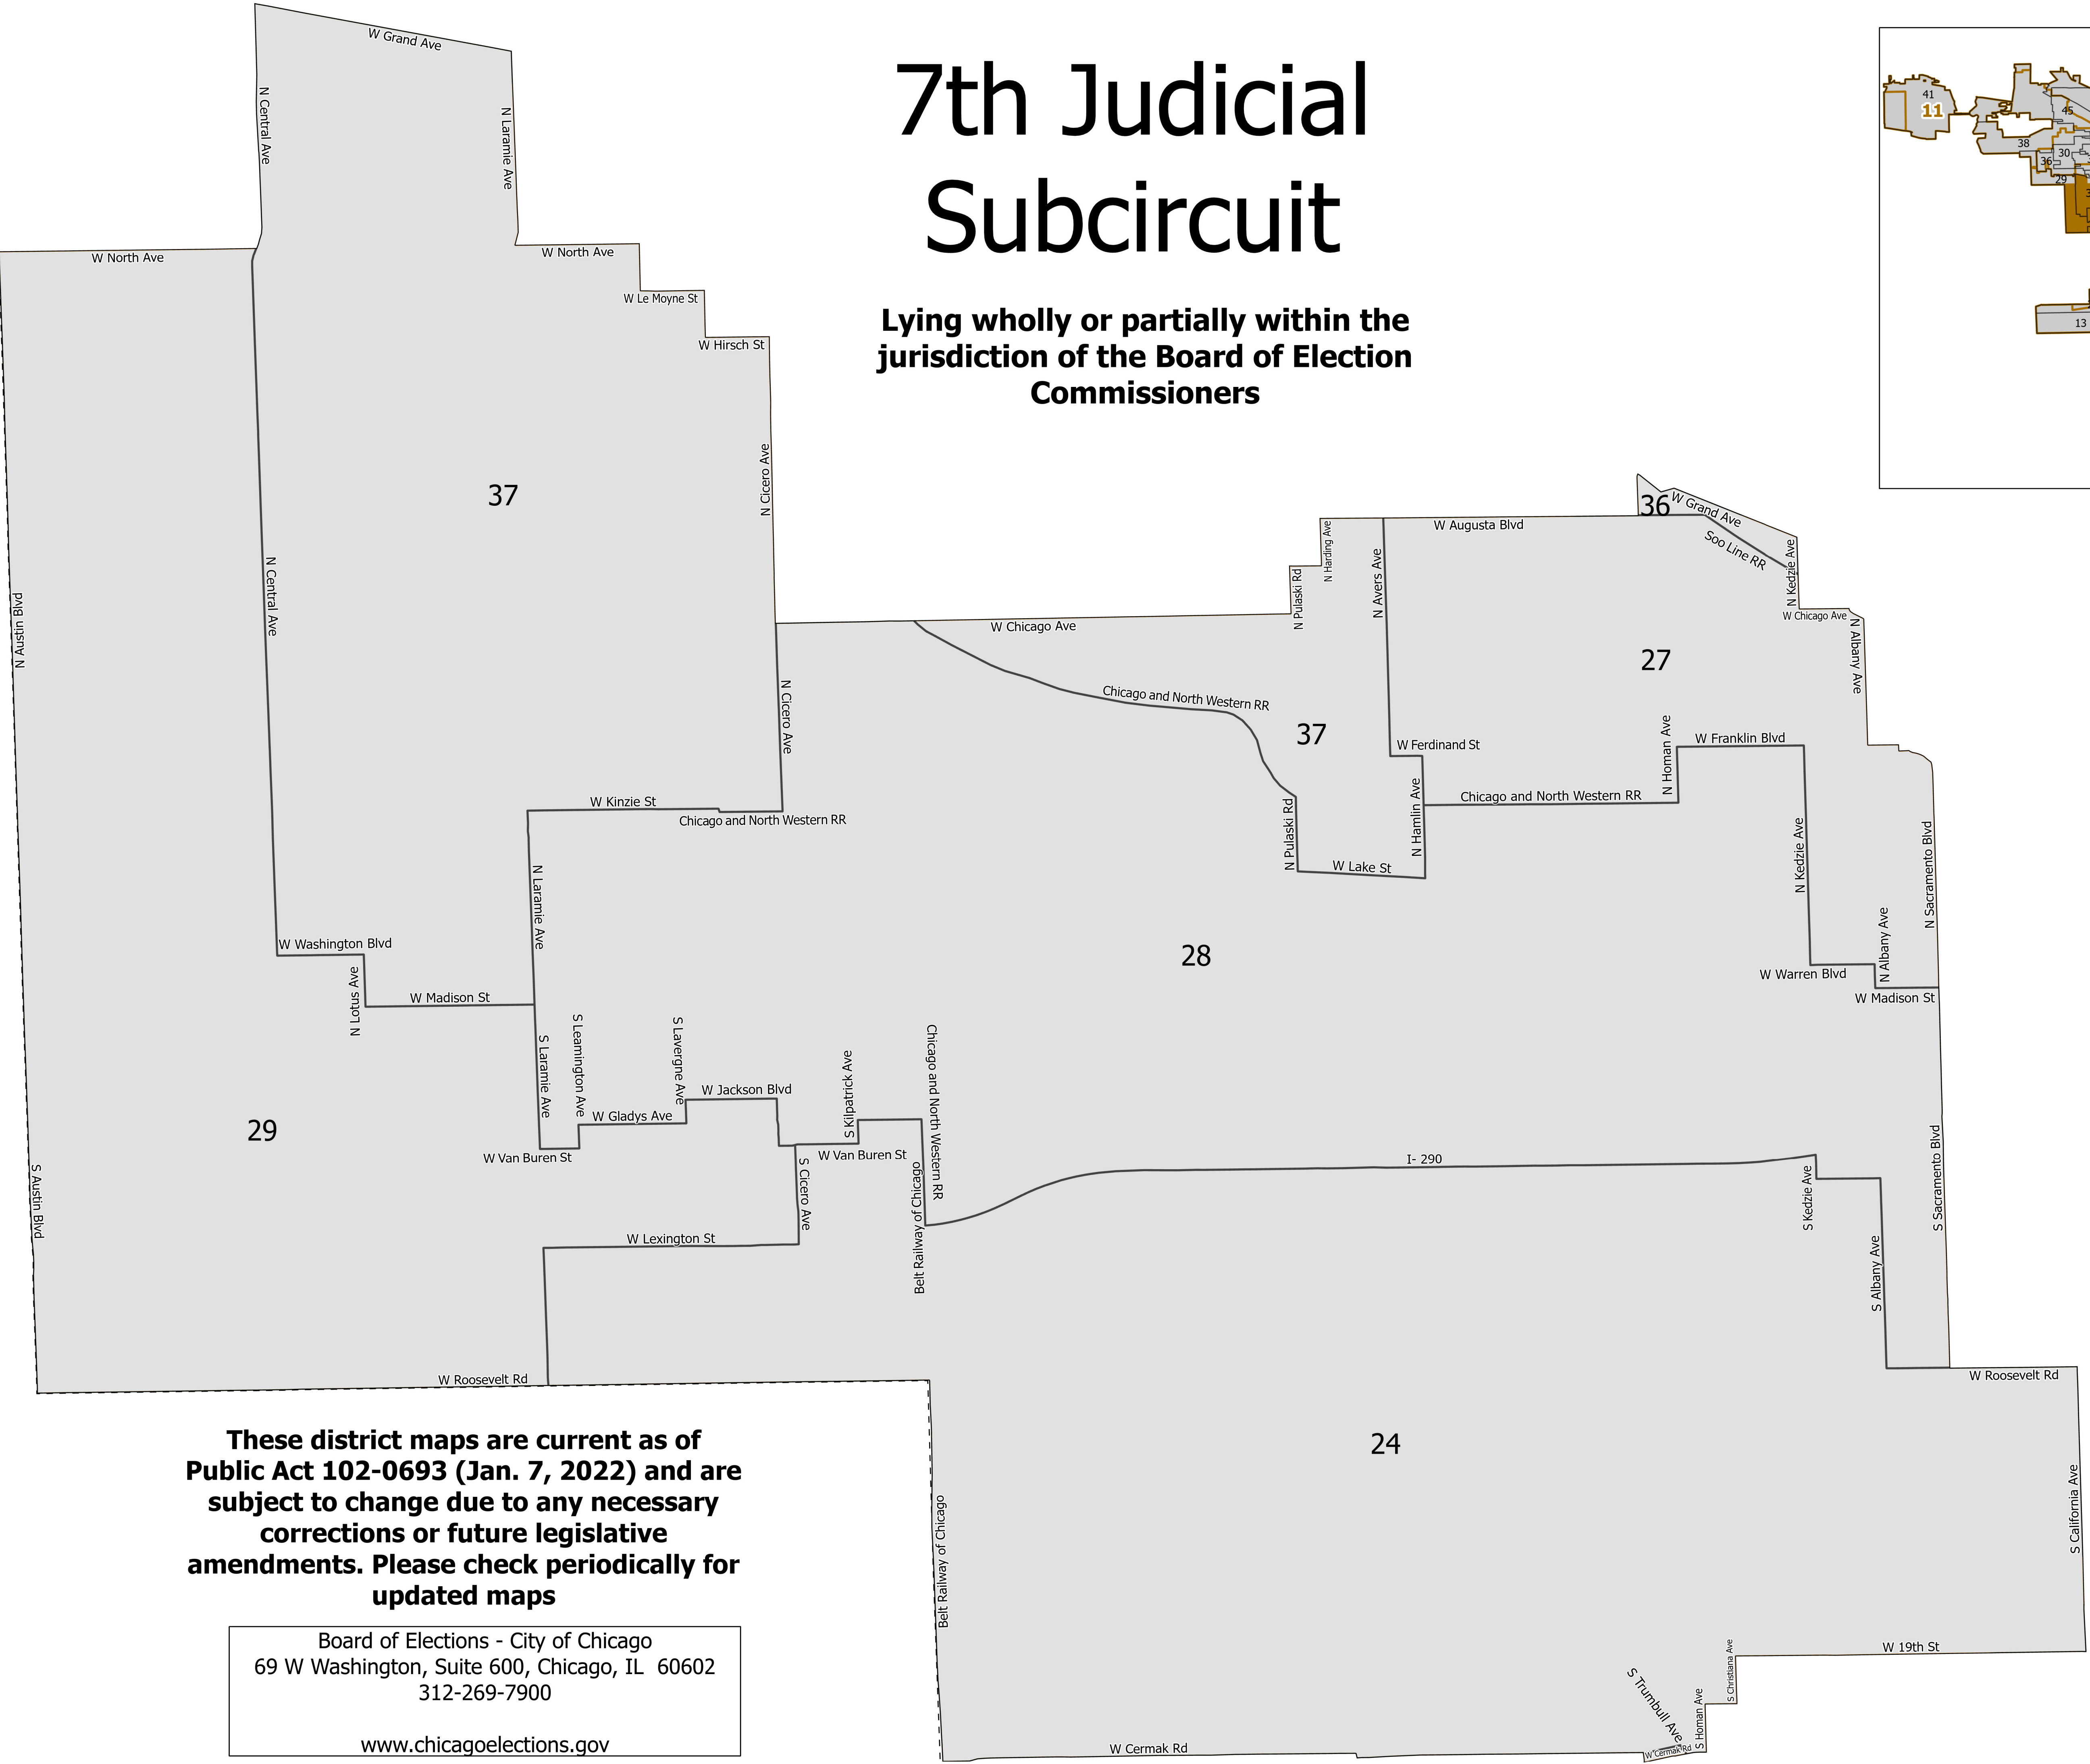 7th Judicial
Subcircuit
Lying wholly or partially within the
jurisdiction of the Board of Election
Commissioners
41
11
45
38
36
30
29
13
W Grand Ave
N Central Ave
N Laramie Ave
W North Ave
W North Ave
W Le Moyne St
W Hirsch St
N Cicero Ave
37
N Austin Blvd
N Central Ave
36
W Grand Ave
W Augusta Blvd
Soo Line RR
N Kedzie Ave
N Harding Ave
N Pulaski Rd
N Avers Ave
W Chicago Ave
W Chicago Ave
N Albany Ave
27
N Cicero Ave
Chicago and North Western RR
37
W Ferdinand St
N Homan Ave
W Franklin Blvd
W Kinzie St
Chicago and North Western RR
N Pulaski Rd
N Hamlin Ave
Chicago and North Western RR
W Lake St
N Kedzie Ave
N Sacramento Blvd
N Laramie Ave
W Washington Blvd
N Lotus Ave
W Madison St
28
N Albany Ave
W Warren Blvd
W Madison St
S Laramie Ave
S Leamington Ave
S Lavergne Ave
W Jackson Blvd
W Gladys Ave
S Kilpatrick Ave
Chicago and North Western RR
29
W Van Buren St
W Van Buren St
S Cicero Ave
Belt Railway of Chicago
I- 290
S Kedzie Ave
S Sacramento Blvd
S Austin Blvd
W Lexington St
S Albany Ave
W Roosevelt Rd
W Roosevelt Rd
24
S California Ave
Belt Railway of Chicago
W 19th St
S Christiana Ave
S Trumbull Ave
S Homan Ave
W Cermak Rd
W Cermak Rd
These district maps are current as of
Public Act 102-0693 (Jan. 7, 2022) and are
subject to change due to any necessary
corrections or future legislative
amendments. Please check periodically for
updated maps
Board of Elections - City of Chicago
69 W Washington, Suite 600, Chicago, IL 60602
312-269-7900
www.chicagoelections.gov